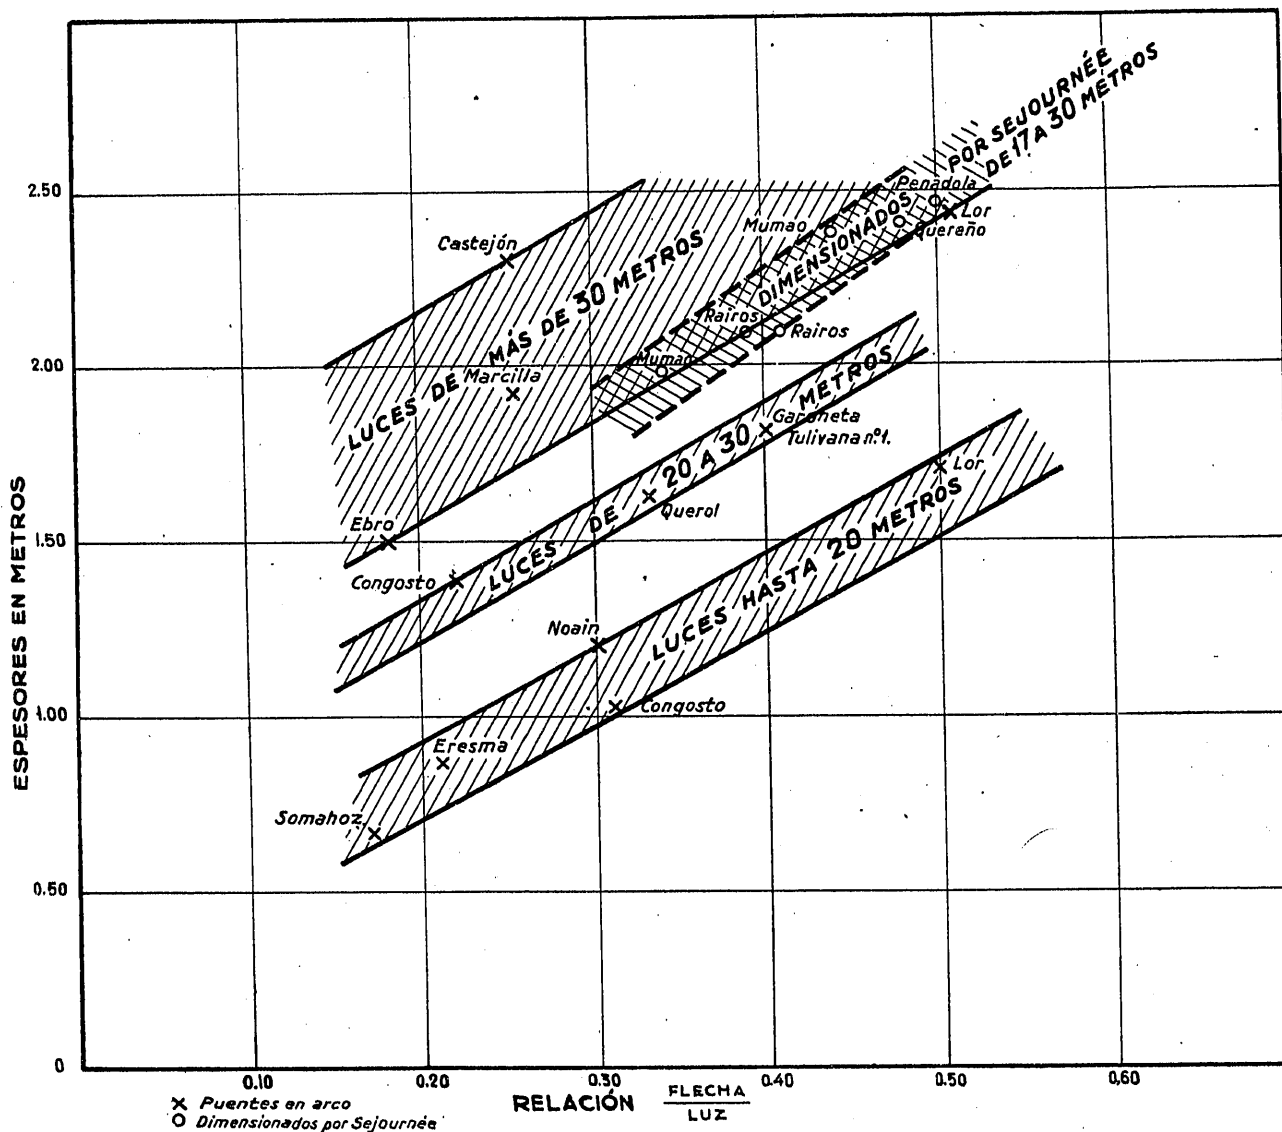 POR SEJOURNÉE
DE 17 A 30 METROS
DIMENSIONADOS
2.50
Penadola
Lor
Quereño
Mumao
Castejón
LUCES DE MÁS DE 30 METROS
Rairos
Rairos
2.00
Mumao
Marcilla
LUCES DE 20 A 30 METROS
Garoneta
Tulivana nº1.
Lor
Querol
1.50
Ebro
Congosto
LUCES HASTA 20 METROS
Noain
1.00
Congosto
Eresma
Somahoz
0.50
0
ESPESORES EN METROS
0.10
0.20
0.30
0.40
0.50
0.60
RELACIÓN FLECHA
LUZ
X Puentes en arco
O Dimensionados por Sejournée